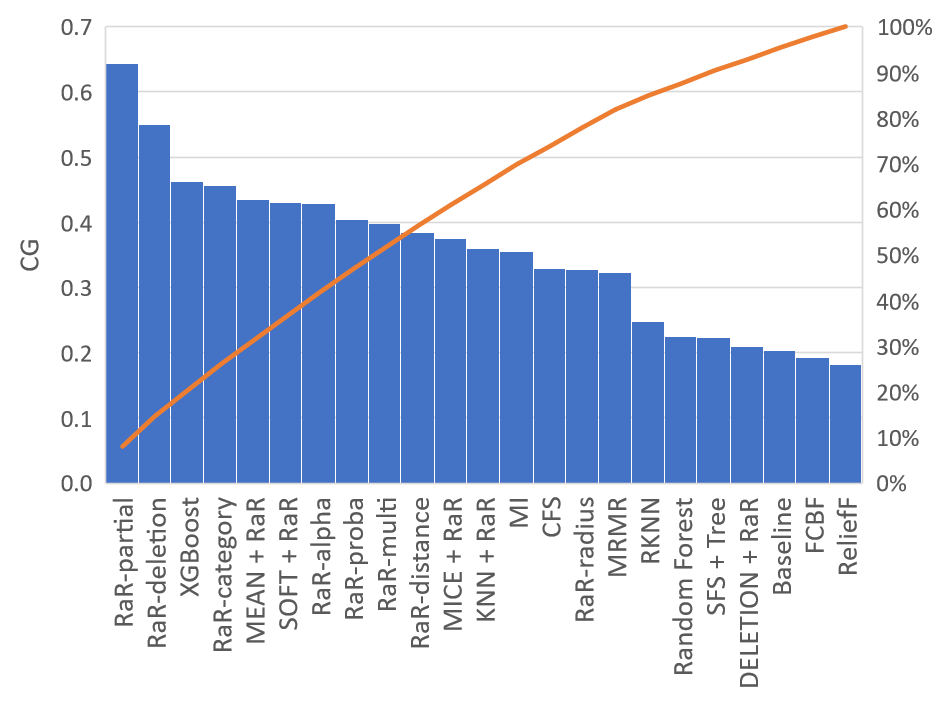 0.7
0.6
0.5
0.4
0.3
0.2
0.1
0.0
CG
100%
90%
80%
70%
60%
50%
40%
30%
20%
10%
0%
RaR-partial
RaR-deletion
XGBoost
RaR-category
MEAN + RaR
SOFT + RaR
RaR-alpha
RaR-proba
RaR-multi
RaR-distance
MICE + RaR
KNN + RaR
MI
CFS
RaR-radius
MRMR
RKNN
Random Forest
SFS + Tree
DELETION + RaR
Baseline
FCBF
ReliefF